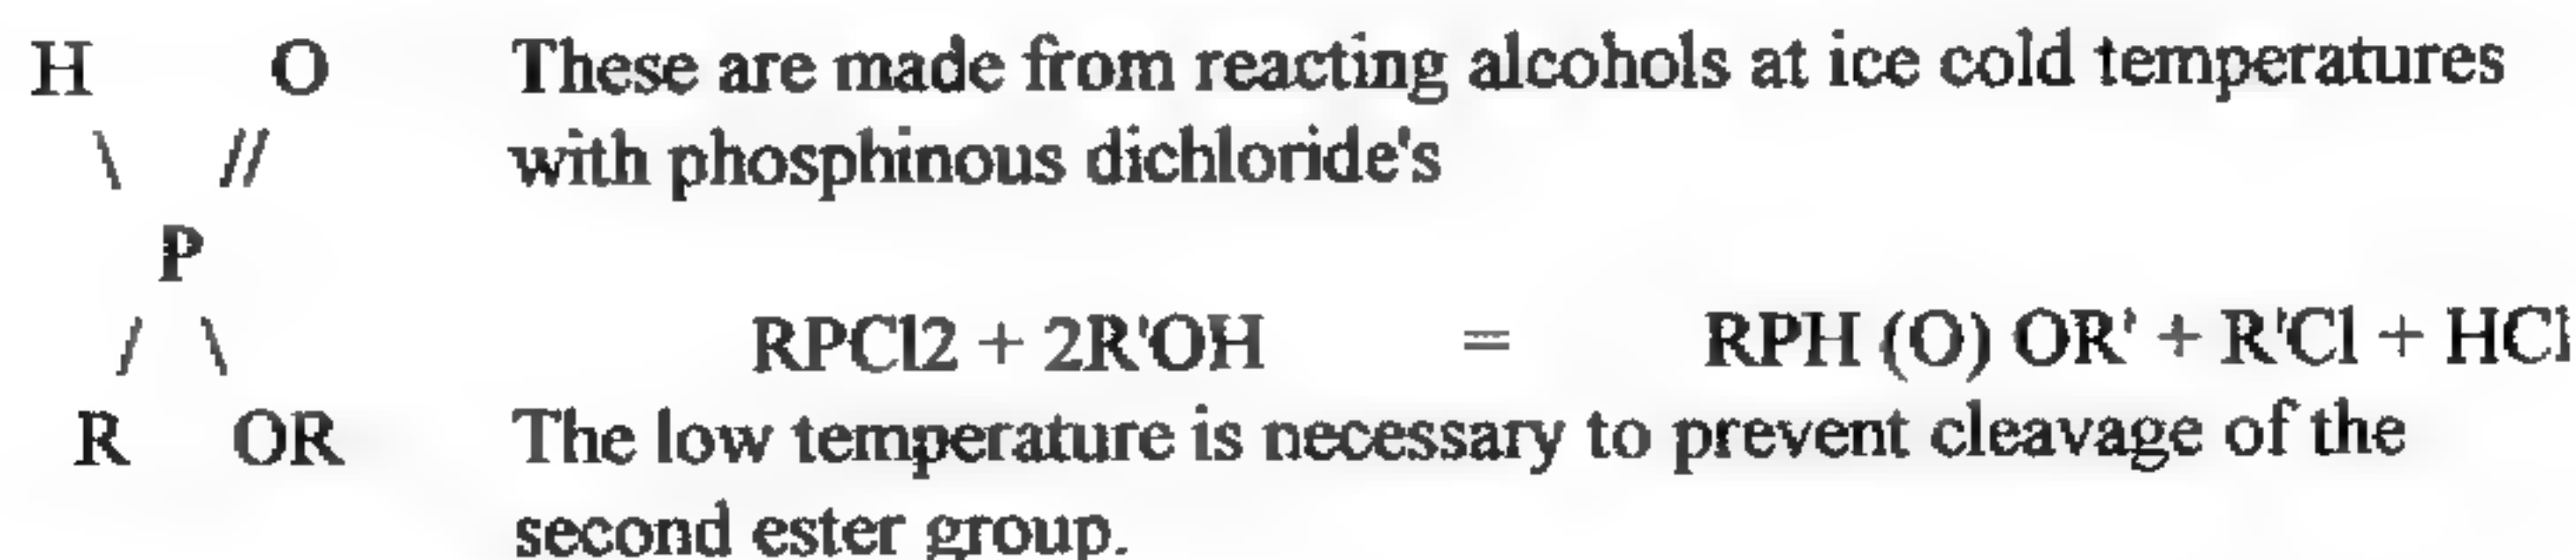 H O These are made from reacting alcohols at ice cold temperatures
\ // with phosphinous dichloride's
P
/ \ RPCl2 + 2R'OH = RPH (O) OR' + R'Cl + HCl
R OR The low temperature is necessary to prevent cleavage of the
second ester group.